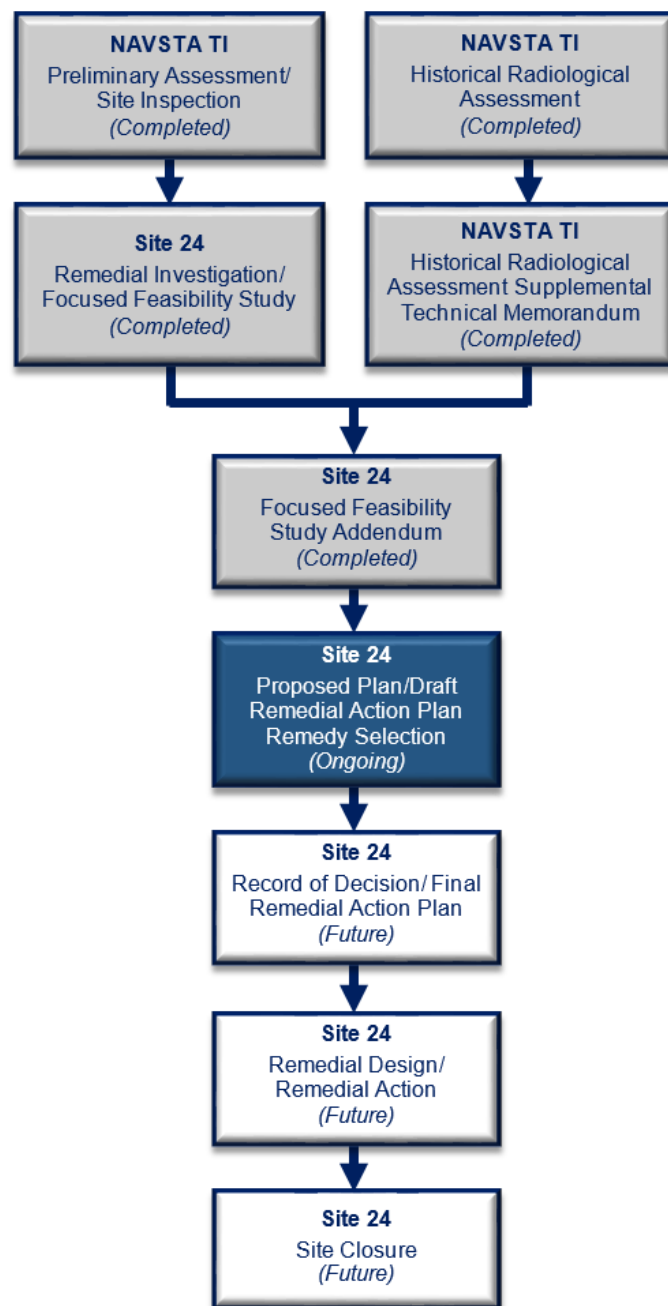 NAVSTA TI
Preliminary Assessment/
Site Inspection
(Completed)
NAVSTA TI
Historical Radiological
Assessment
(Completed)
Site 24
Remedial Investigation/
Focused Feasibility Study
(Completed)
NAVSTA TI
Historical Radiological
Assessment Supplemental
Technical Memorandum
(Completed)
Site 24
Focused Feasibility
Study Addendum
(Completed)
Site 24
Proposed Plan/Draft
Remedial Action Plan
Remedy Selection
(Ongoing)
Site 24
Record of Decision/ Final
Remedial Action Plan
(Future)
Site 24
Remedial Design/
Remedial Action
(Future)
Site 24
Site Closure
(Future)